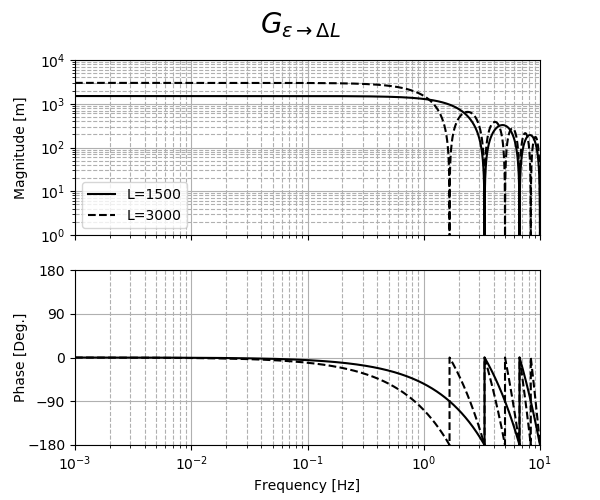 G_{ε→ΔL}
10^4
10^3
10^2
10^1
10^0
Magnitude [m]
L=1500
L=3000
180
90
0
−90
−180
Phase [Deg.]
10^{-3} 10^{-2} 10^{-1} 10^0 10^1
Frequency [Hz]